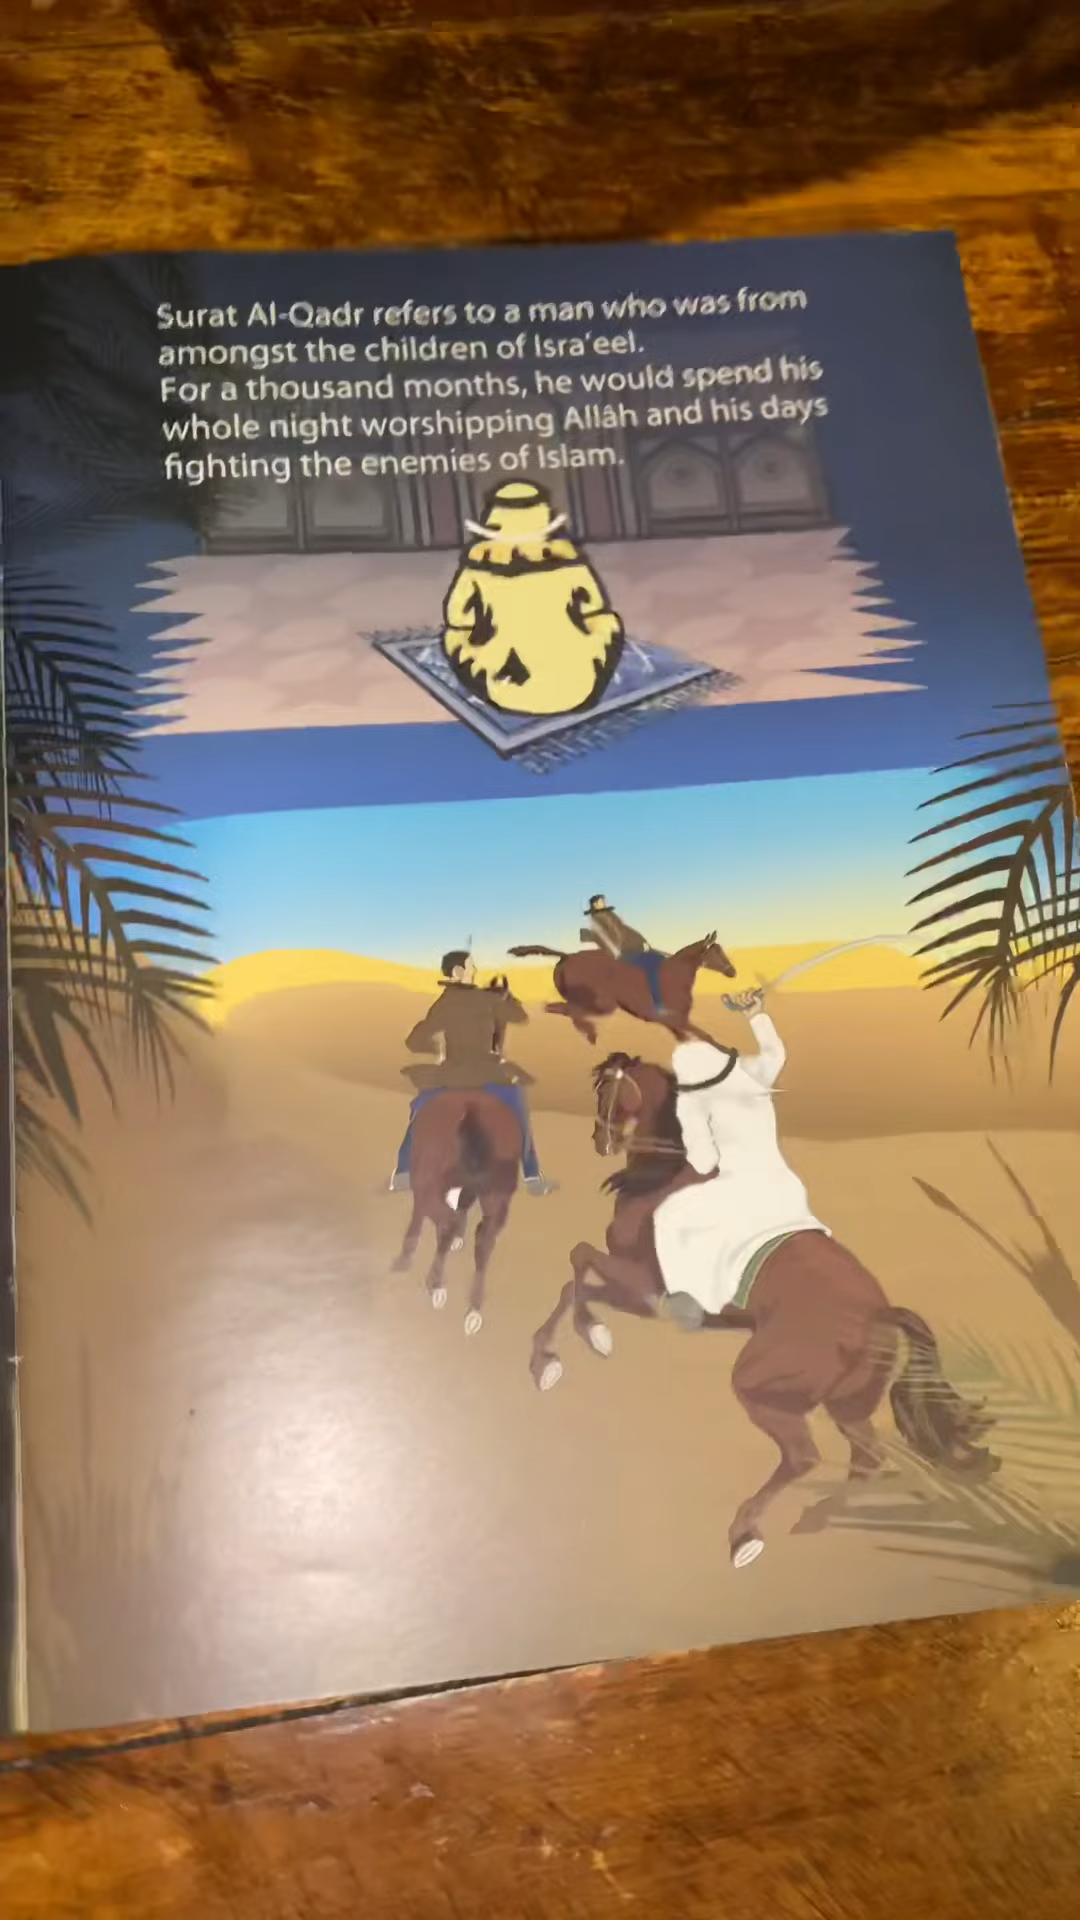 Surat Al-Qadr refers to a man who was from
amongst the children of Isra'eel.
For a thousand months, he would spend his
whole night worshipping Allâh and his days
fighting the enemies of Islam.